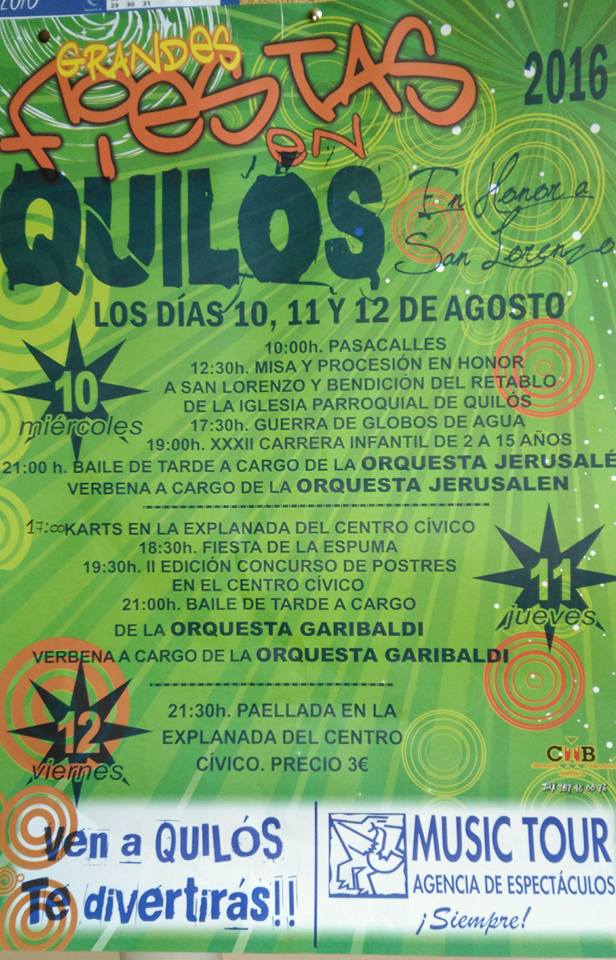 2016
29 30 31
GRANDES
FIESTAS
2016
EN
QUILÓS
En Honor a
San Lorenzo
LOS DÍAS 10, 11 Y 12 DE AGOSTO
10
miércoles
10:00h. PASACALLES
12:30h. MISA Y PROCESIÓN EN HONOR
A SAN LORENZO Y BENDICIÓN DEL RETABLO
DE LA IGLESIA PARROQUIAL DE QUILÓS
17:30h. GUERRA DE GLOBOS DE AGUA
19:00h. XXXII CARRERA INFANTIL DE 2 A 15 AÑOS
21:00 h. BAILE DE TARDE A CARGO DE LA ORQUESTA JERUSALÉ
VERBENA A CARGO DE LA ORQUESTA JERUSALEN
11
jueves
17:00 KARTS EN LA EXPLANADA DEL CENTRO CÍVICO
18:30h. FIESTA DE LA ESPUMA
19:30h. II EDICIÓN CONCURSO DE POSTRES
EN EL CENTRO CÍVICO
21:00h. BAILE DE TARDE A CARGO
DE LA ORQUESTA GARIBALDI
VERBENA A CARGO DE LA ORQUESTA GARIBALDI
12
viernes
21:30h. PAELLADA EN LA
EXPLANADA DEL CENTRO
CÍVICO. PRECIO 3€
Ven a QUILÓS
Te divertirás!!
MUSIC TOUR
AGENCIA DE ESPECTÁCULOS
¡Siempre!